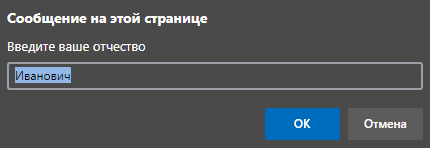 Сообщение на этой странице
Введите ваше отчество
Иванович
ОК Отмена